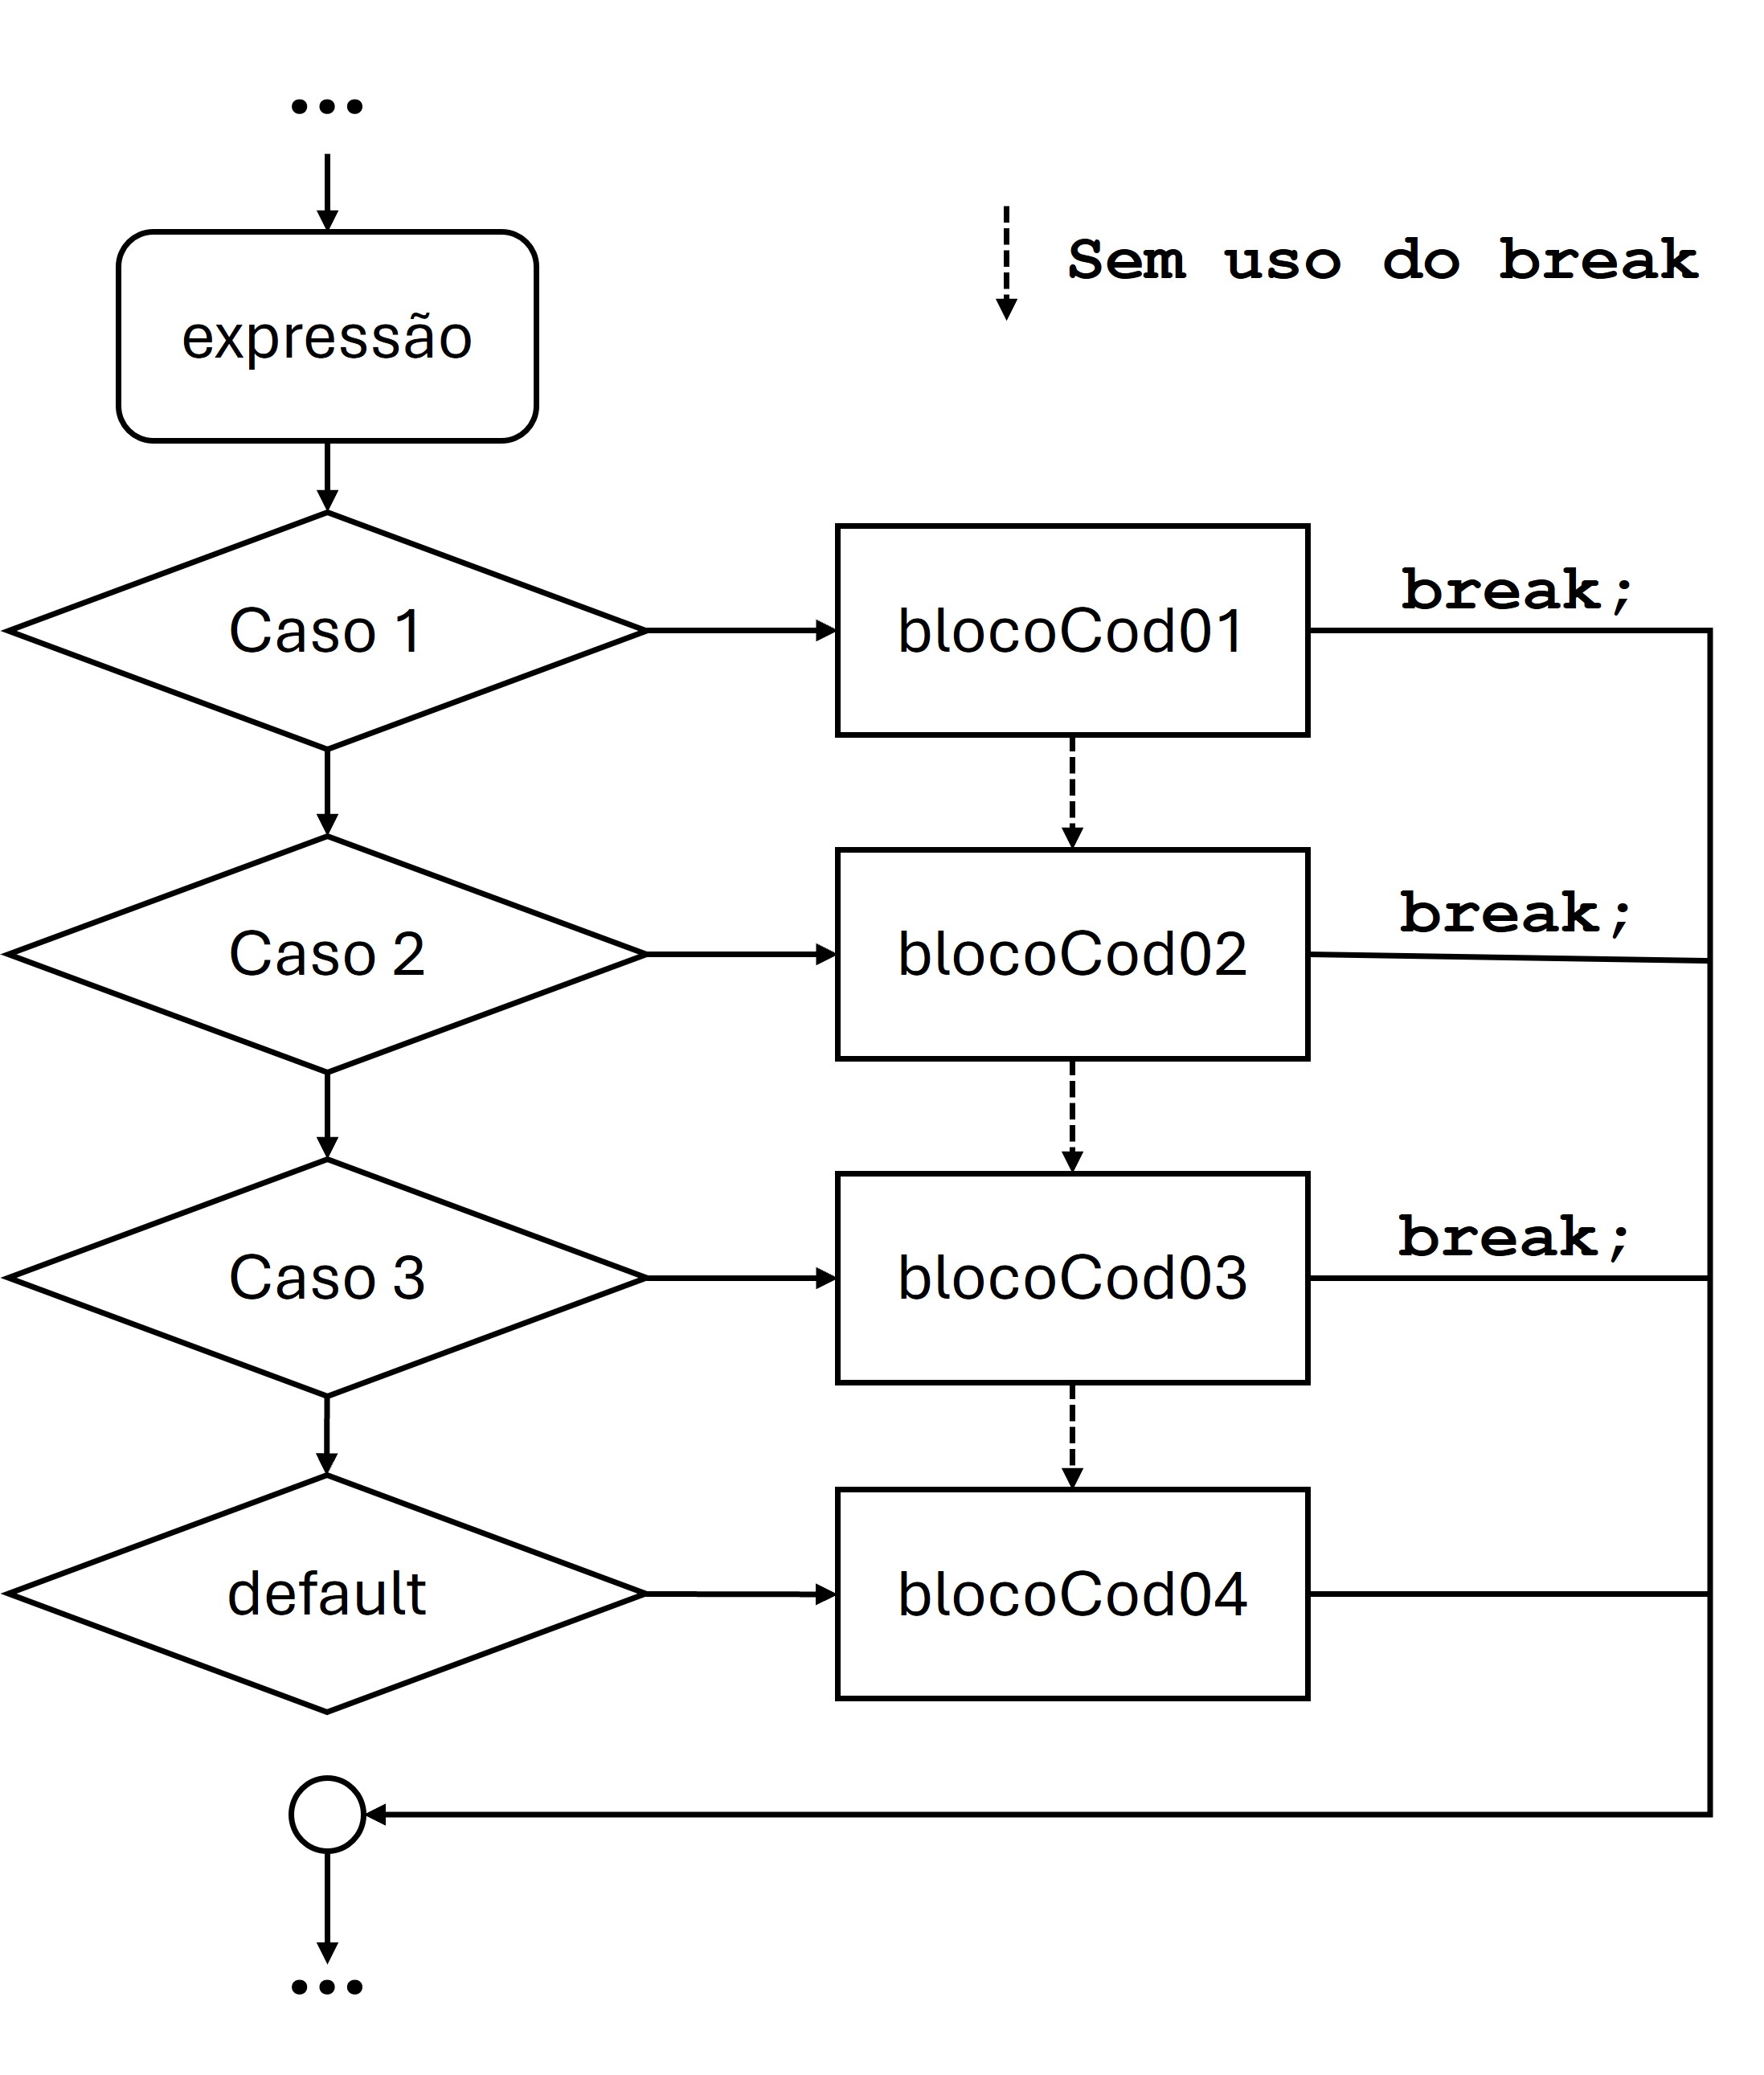 ...
expressão
Sem uso do break
Caso 1
blocoCod01
break;
Caso 2
blocoCod02
break;
Caso 3
blocoCod03
break;
default
blocoCod04
...